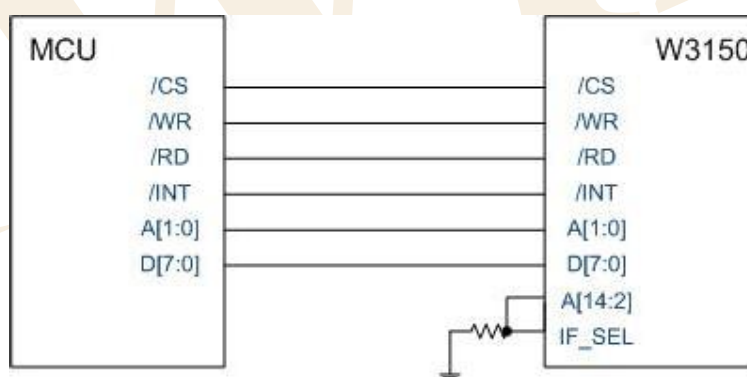 MCU W3150
/CS /CS
/WR /WR
/RD /RD
/INT /INT
A[1:0] A[1:0]
D[7:0] D[7:0]
A[14:2]
IF_SEL